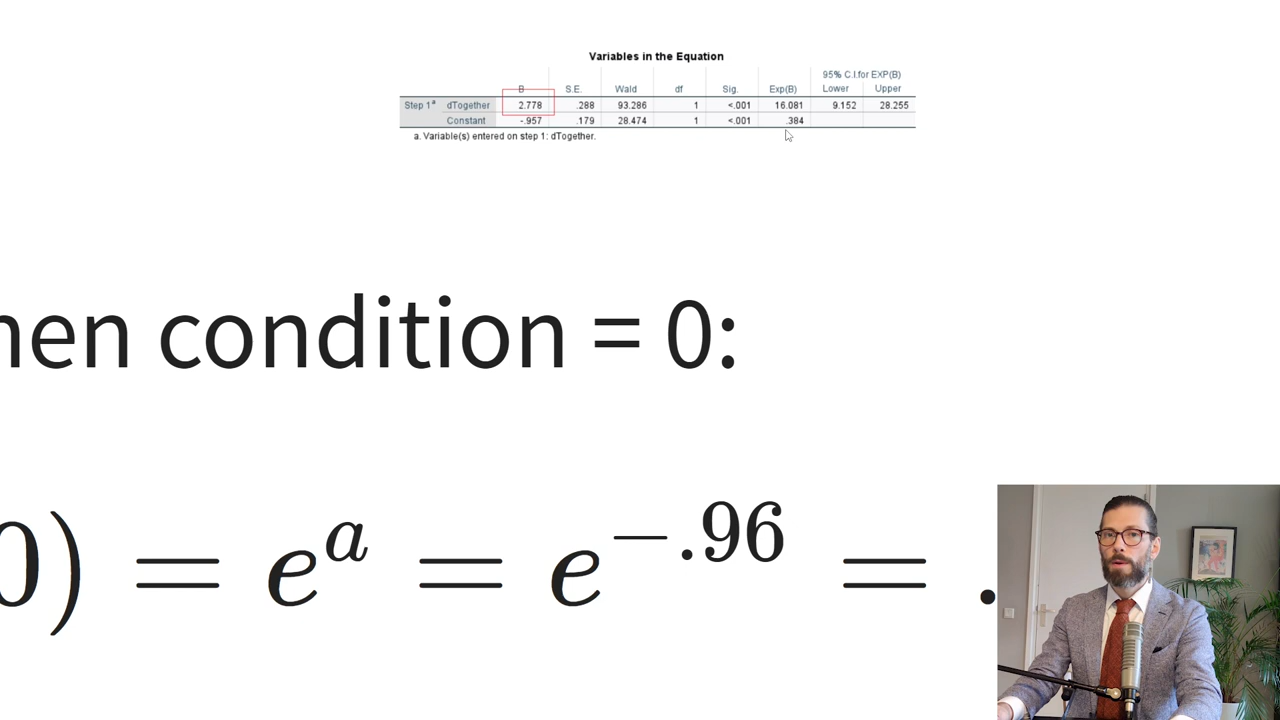 Variables in the Equation
95% C.I.for EXP(B)
B S.E. Wald df Sig. Exp(B) Lower Upper
Step 1ᵃ dTogether 2.778 .288 93.286 1 <.001 16.081 9.152 28.255
Constant -.957 .179 28.474 1 <.001 .384
a. Variable(s) entered on step 1: dTogether.
hen condition = 0:
0) = e^a = e^−.96 = .